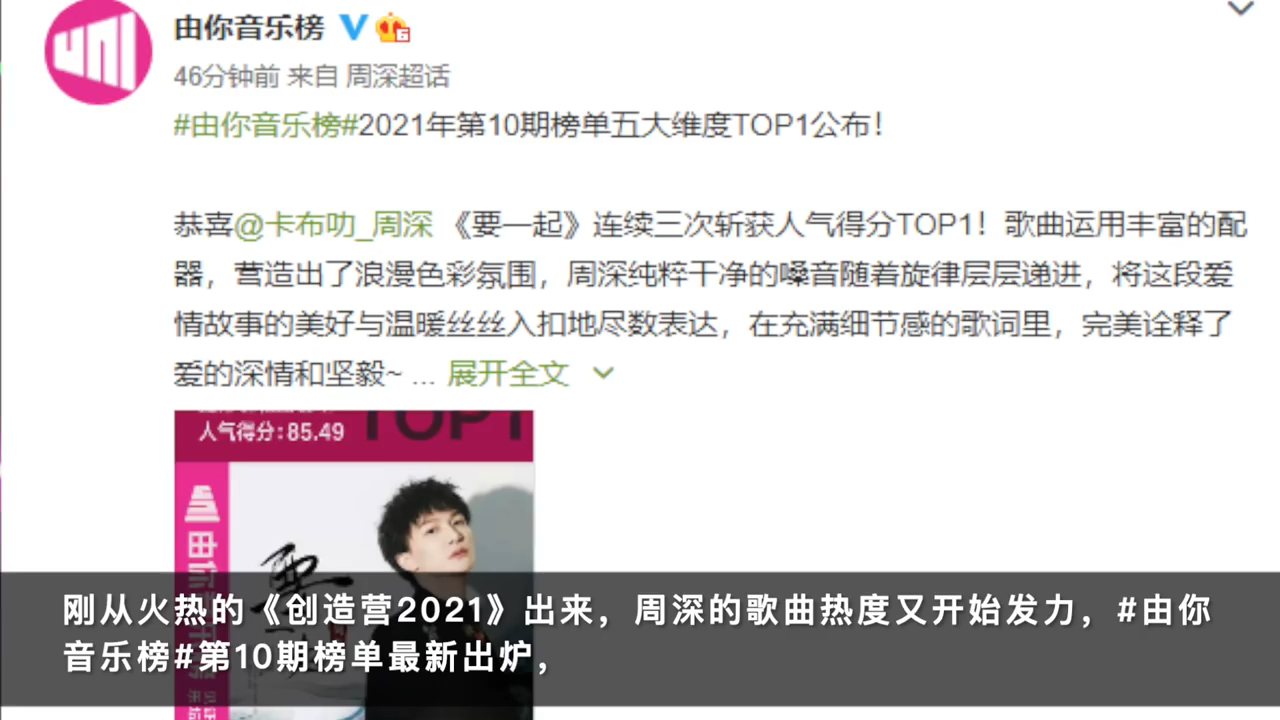 由你音乐榜
46分钟前 来自 周深超话
#由你音乐榜#2021年第10期榜单五大维度TOP1公布！
恭喜@卡布叻_周深 《要一起》连续三次斩获人气得分TOP1！歌曲运用丰富的配
器，营造出了浪漫色彩氛围，周深纯粹干净的嗓音随着旋律层层递进，将这段爱
情故事的美好与温暖丝丝入扣地尽数表达，在充满细节感的歌词里，完美诠释了
爱的深情和坚毅~ ... 展开全文
人气得分:85.49 TOP1
由你
要一
刚从火热的《创造营2021》出来，周深的歌曲热度又开始发力，#由你
音乐榜#第10期榜单最新出炉，